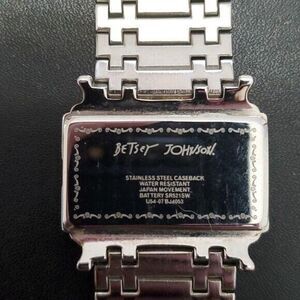 BETSEY JOHNSON.
STAINLESS STEEL CASEBACK
WATER RESISTANT
JAPAN MOVEMENT
BATTERY SR521SW